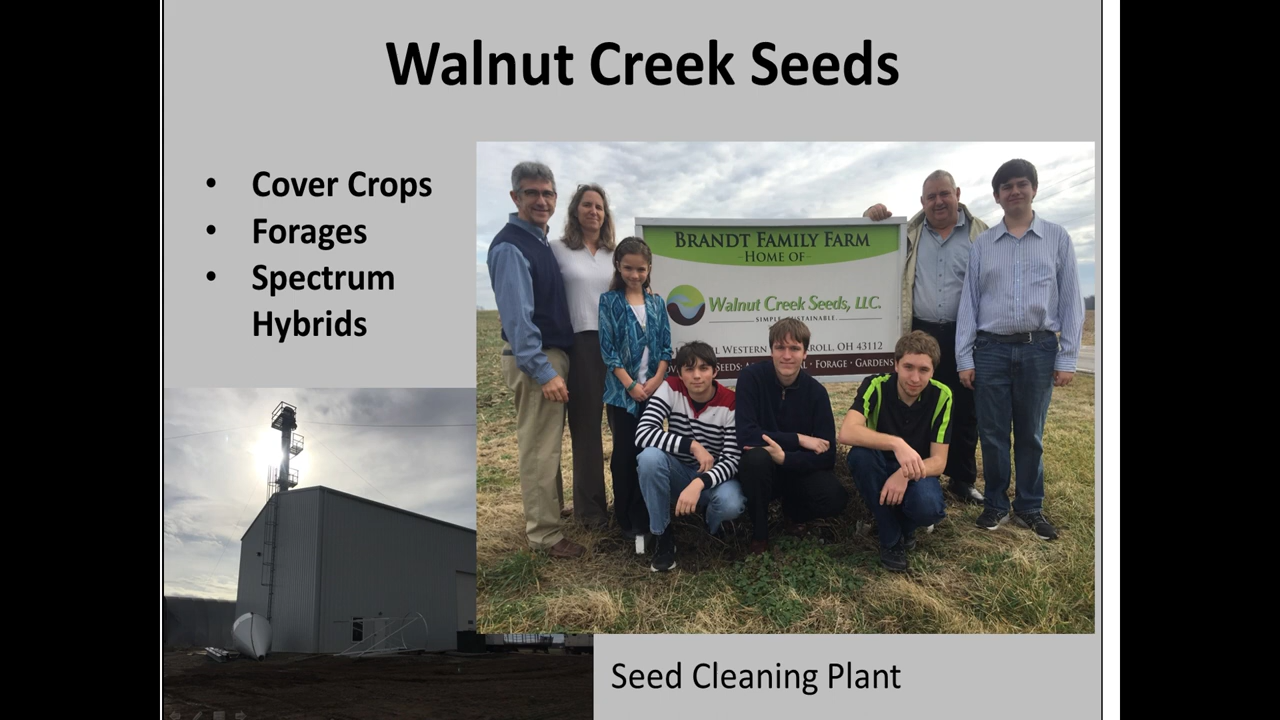 Walnut Creek Seeds
• Cover Crops
• Forages
• Spectrum
Hybrids
BRANDT FAMILY FARM
-HOME OF-
Walnut Creek Seeds, LLC.
SIMPLE. SUSTAINABLE.
WESTERN OH 43112
SEEDS: FORAGE · GARDENS
Seed Cleaning Plant